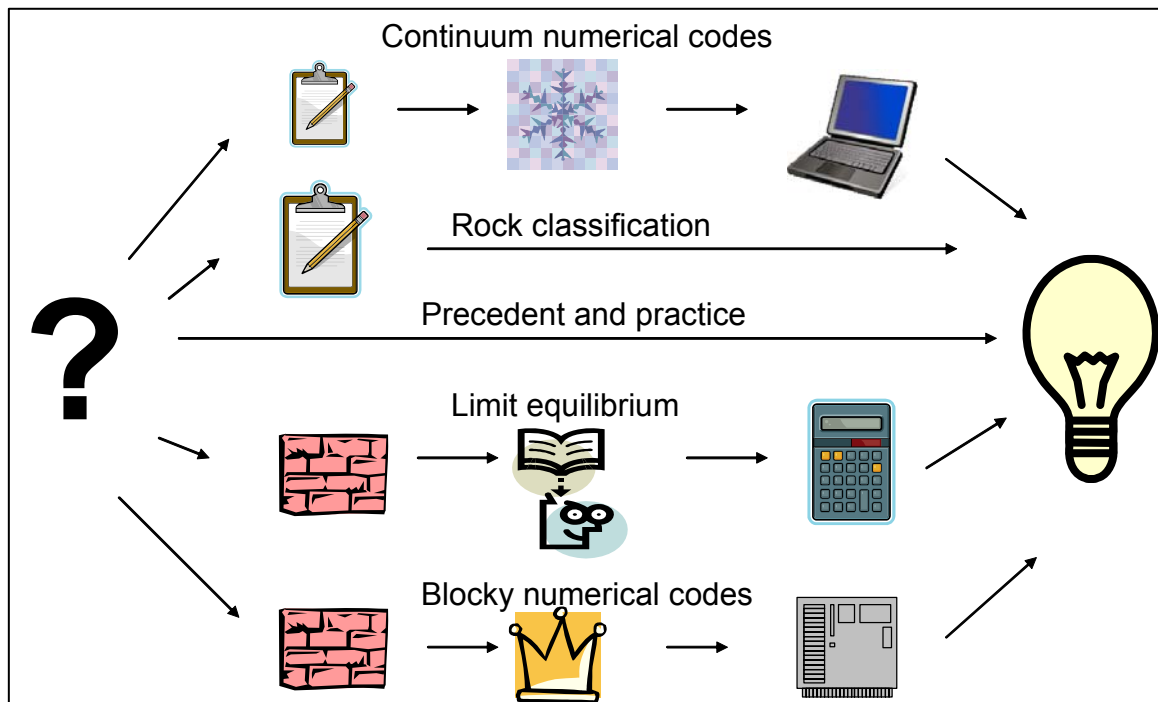 Continuum numerical codes
Rock classification
Precedent and practice
?
Limit equilibrium
Blocky numerical codes